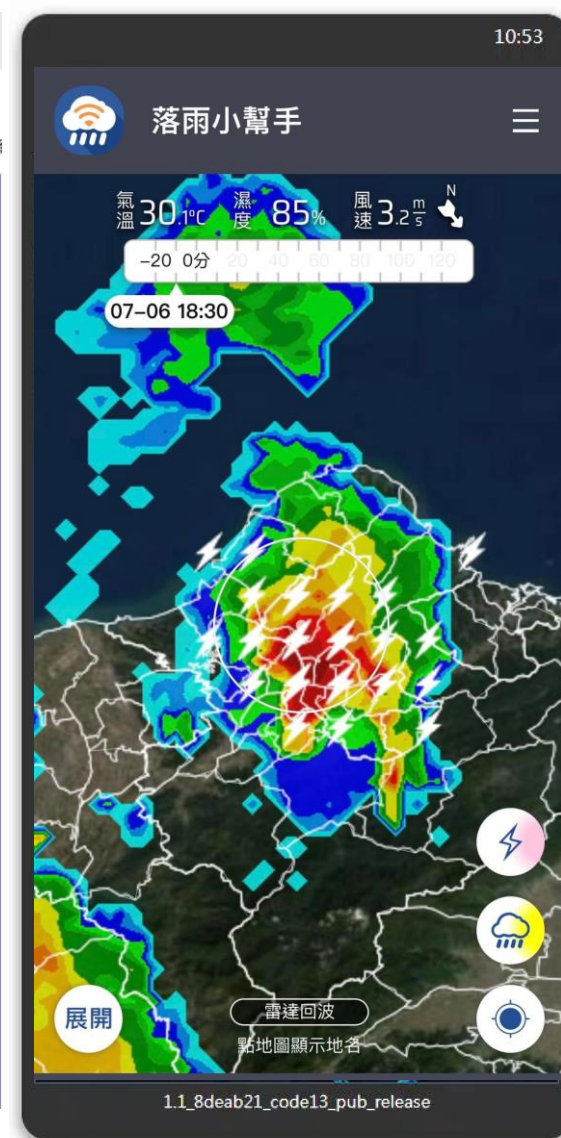 10:53
落雨小幫手
氣溫 30.1°C 濕度 85% 風速 3.2 m/s N
-20 0分 20 40 60 80 100 120
07-06 18:30
展開
雷達回波
點地圖顯示地名
1.1_8deab21_code13_pub_release